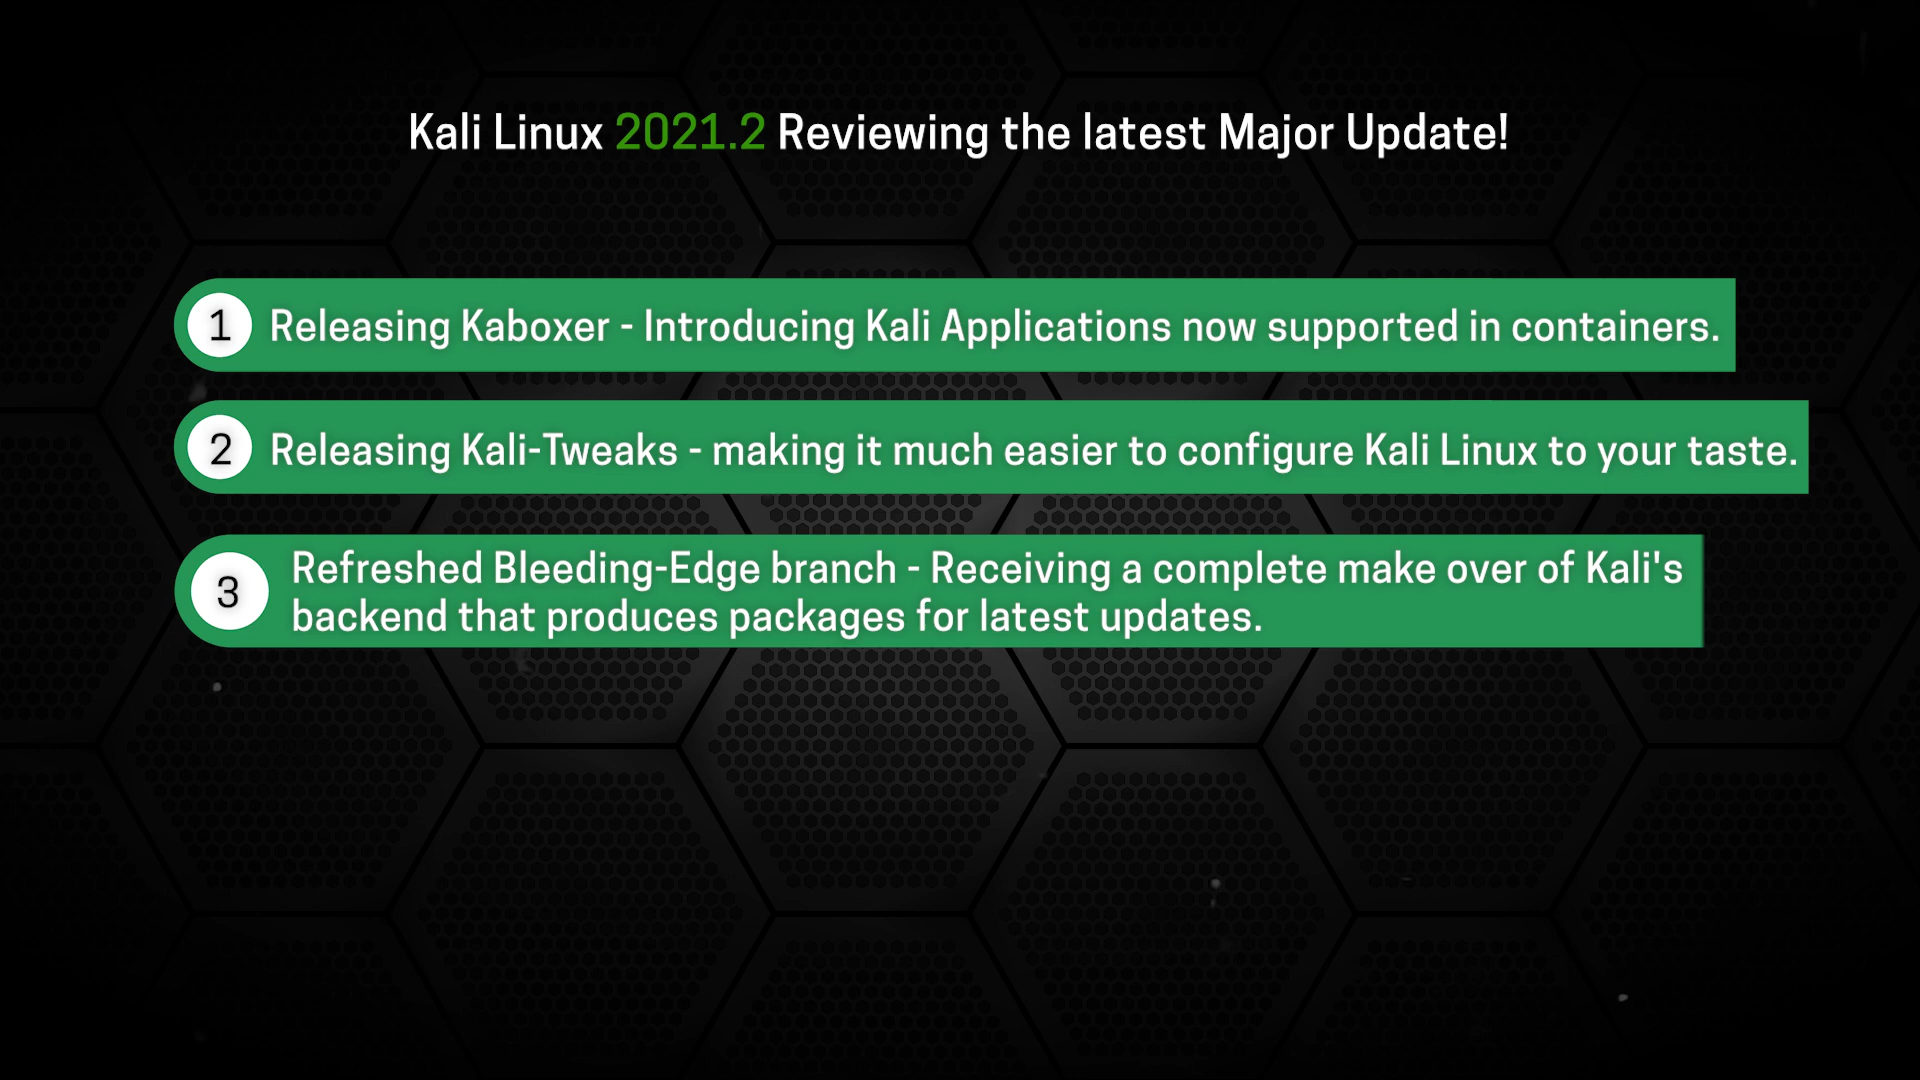 Kali Linux 2021.2 Reviewing the latest Major Update!
1 Releasing Kaboxer - Introducing Kali Applications now supported in containers.
2 Releasing Kali-Tweaks - making it much easier to configure Kali Linux to your taste.
3 Refreshed Bleeding-Edge branch - Receiving a complete make over of Kali's
backend that produces packages for latest updates.